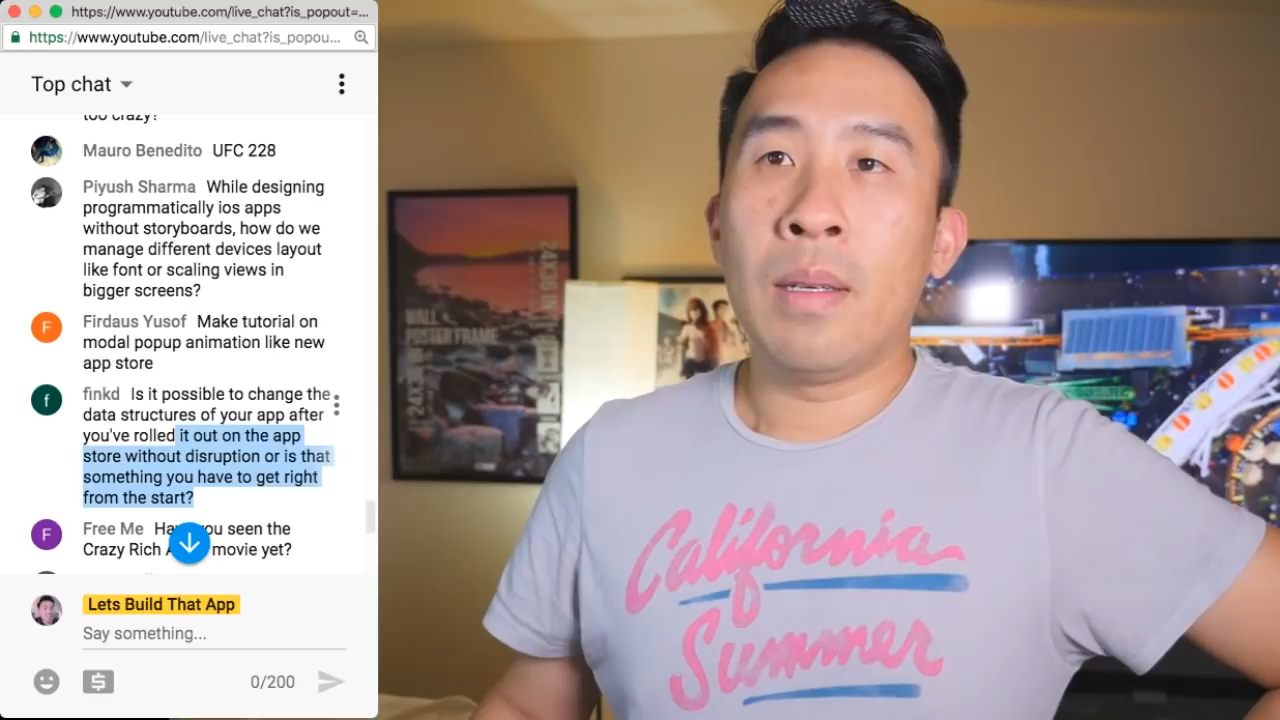 https://www.youtube.com/live_chat?is_popout=...
https://www.youtube.com/live_chat?is_popou...
Top chat
too crazy?
Mauro Benedito UFC 228
Piyush Sharma While designing
programmatically ios apps
without storyboards, how do we
manage different devices layout
like font or scaling views in
bigger screens?
Firdaus Yusof Make tutorial on
modal popup animation like new
app store
F
finkd Is it possible to change the
data structures of your app after
you've rolled it out on the app
store without disruption or is that
something you have to get right
from the start?
f
Free Me you seen the
Crazy Rich movie yet?
F
Lets Build That App
Say something...
0/200
24X36 IN
WALL
POSTER FRAME
24X36 IN
California
Summer